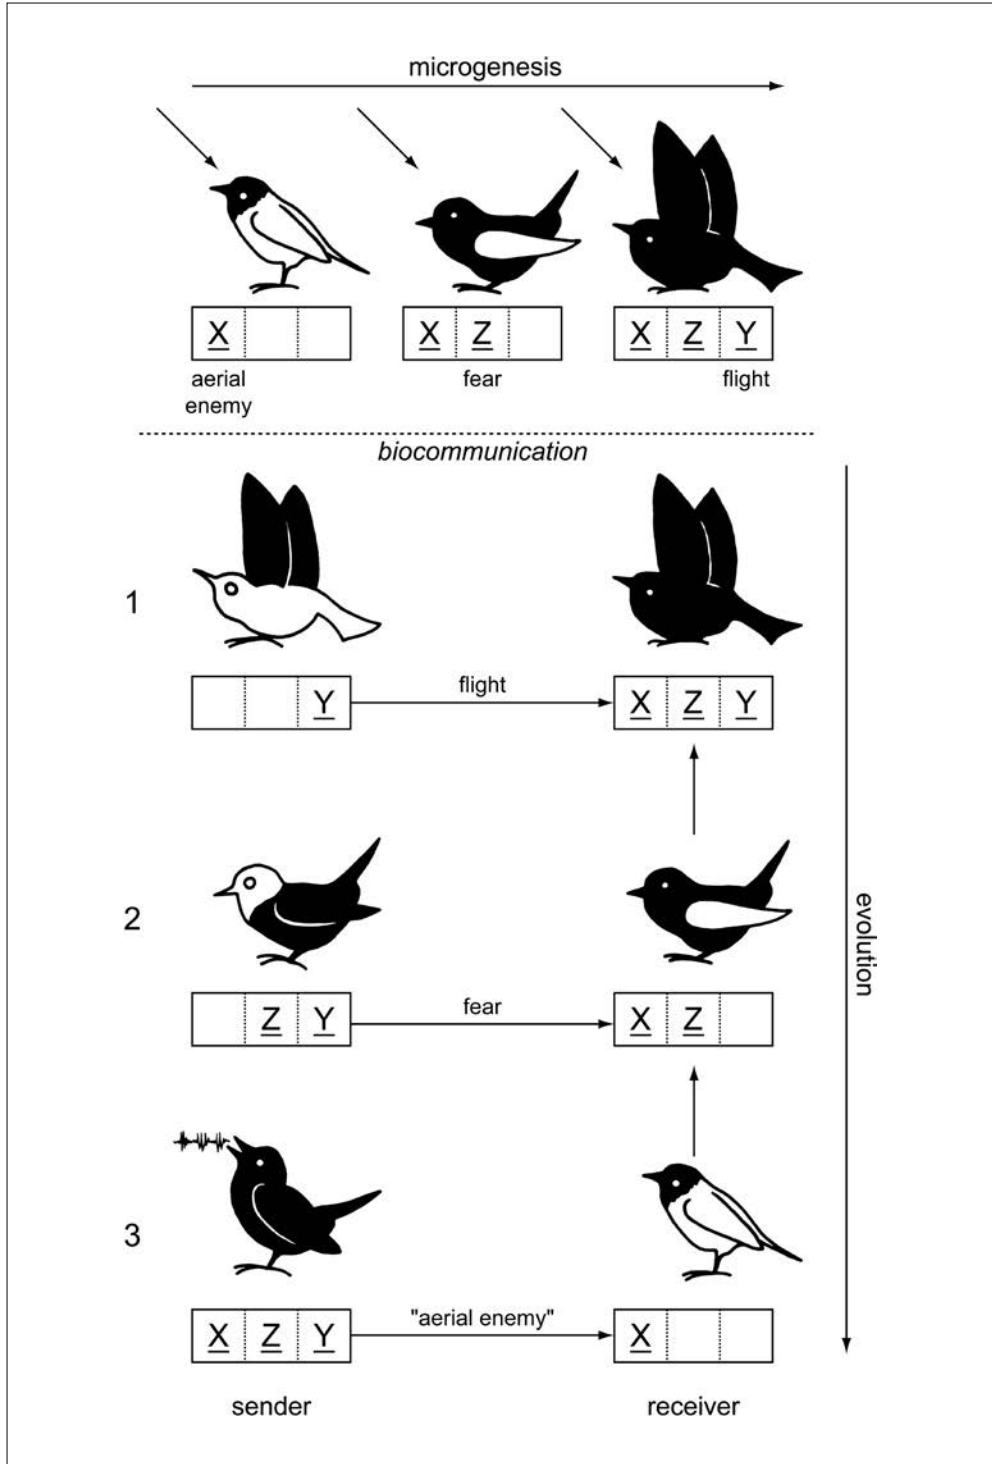 microgenesis
X
X Z
X Z Y
aerial
enemy
fear
flight
biocommunication
1
Y
flight
X Z Y
2
Z Y
fear
X Z
evolution
3
X Z Y
"aerial enemy"
X
sender
receiver